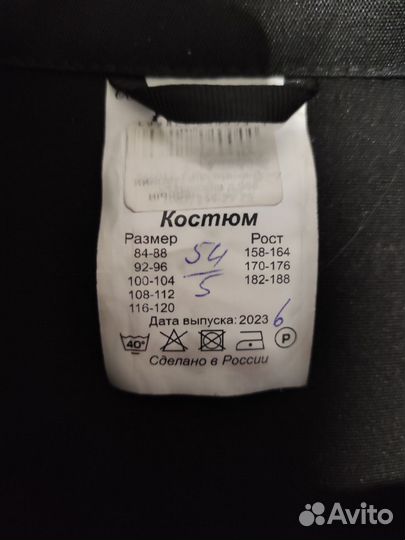 Костюм
Размер Рост
84-88 158-164
92-96 54 170-176
100-104 5 182-188
108-112
116-120
Дата выпуска: 2023 6
40° P
Сделано в России
Avito